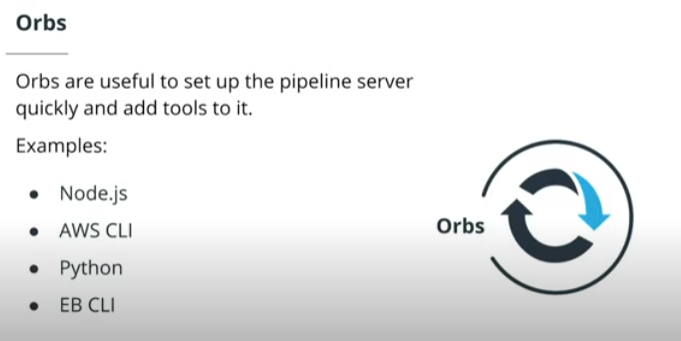 Orbs
Orbs are useful to set up the pipeline server
quickly and add tools to it.
Examples:
● Node.js
● AWS CLI
● Python
● EB CLI
Orbs